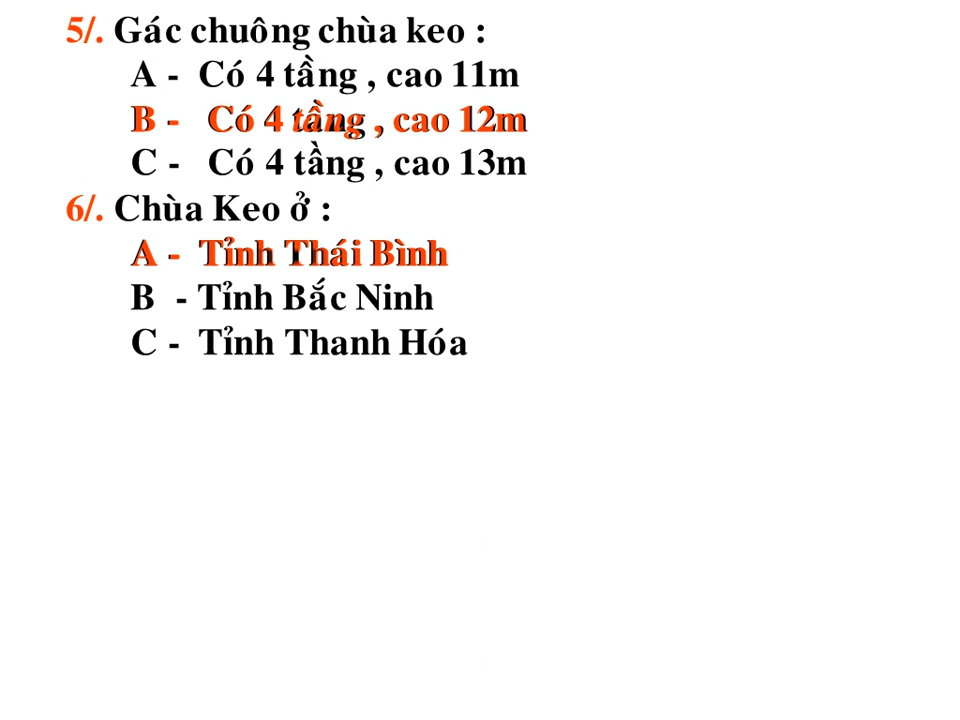 5/. Gác chuông chùa keo :
A - Có 4 tầng , cao 11m
B - Có 4 tầng , cao 12m
C - Có 4 tầng , cao 13m
6/. Chùa Keo ở :
A - Tỉnh Thái Bình
B - Tỉnh Bắc Ninh
C - Tỉnh Thanh Hóa